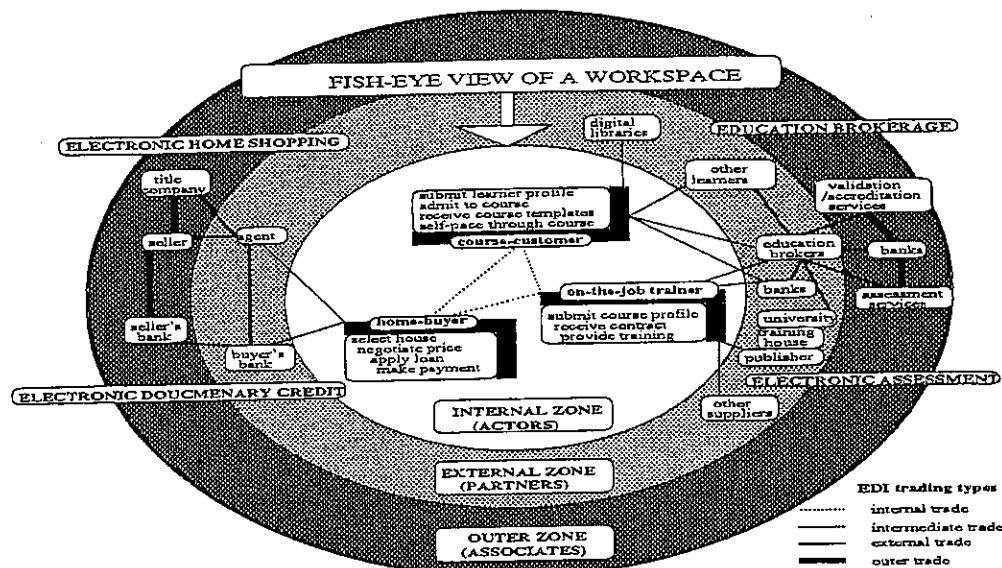 FISH-EYE VIEW OF A WORKSPACE
digital
libraries
ELECTRONIC HOME SHOPPING
EDUCATION BROKERAGE
title
company
other
learners
validation
/accreditation
services
submit learner profile
admit to course
receive course templates
self-pace through course
course-customer
seller
agent
education
brokers
banks
on-the-job trainer
banks
assessment
services
submit course profile
receive contract
provide training
university
training
house
publisher
seller's
bank
buyer's
bank
home-buyer
select house
negotiate price
apply loan
make payment
ELECTRONIC DOUCMENARY CREDIT
ELECTRONIC ASSESSMENT
other
suppliers
INTERNAL ZONE
(ACTORS)
EXTERNAL ZONE
(PARTNERS)
OUTER ZONE
(ASSOCIATES)
EDI trading types
internal trade
intermediate trade
external trade
outer trade